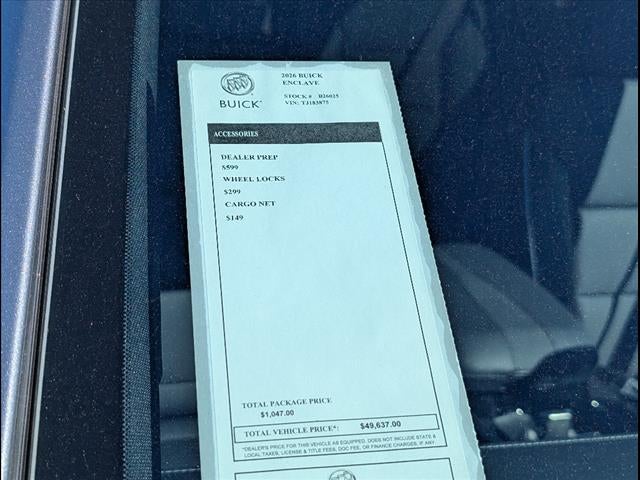 2026 BUICK
ENCLAVE
BUICK
STOCK # B26025
VIN: TJ183875
ACCESSORIES
DEALER PREP
$599
WHEEL LOCKS
$299
CARGO NET
$149
TOTAL PACKAGE PRICE
$1,047.00
TOTAL VEHICLE PRICE*: $49,637.00
*DEALER'S PRICE FOR THIS VEHICLE AS EQUIPPED. DOES NOT INCLUDE STATE &
LOCAL TAXES, LICENSE & TITLE FEES, DOC FEE, OR FINANCE CHARGES, IF ANY